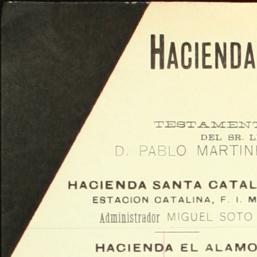 HACIENDA
TESTAMENT
DEL SR. L
D. PABLO MARTIN
HACIENDA SANTA CATAL
ESTACION CATALINA, F. I. M
Administrador MIGUEL SOTO
HACIENDA EL ALAMO